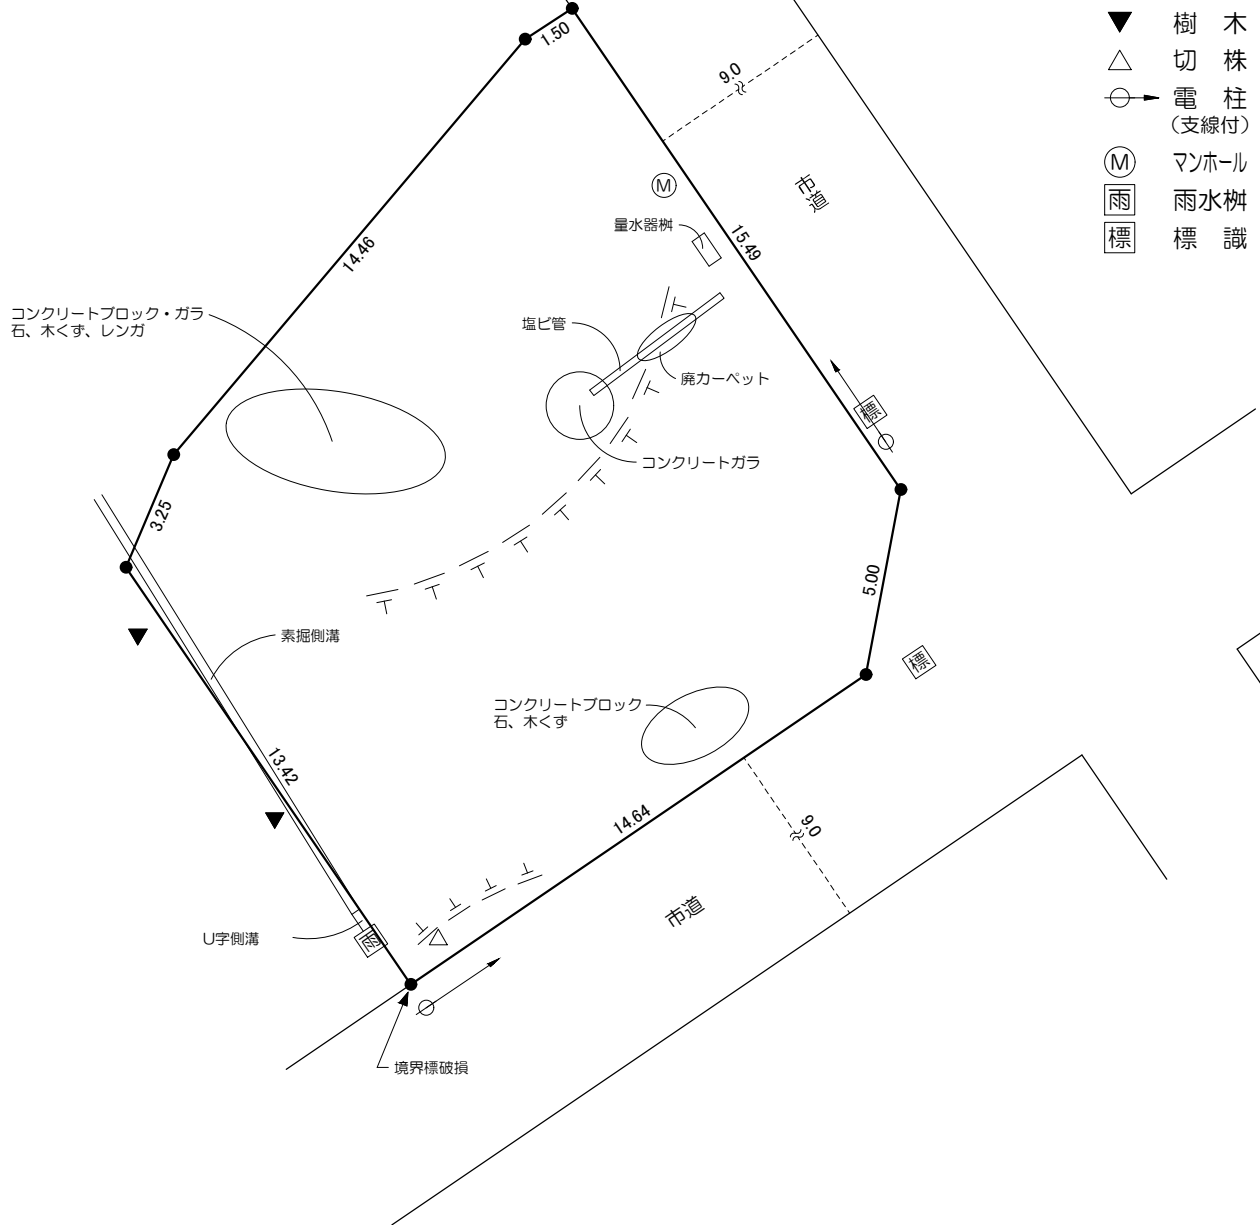 1.50
9.0
市道
Ⓜ
量水器桝
15.49
14.46
コンクリートブロック・ガラ
石、木くず、レンガ
塩ビ管
廃カーペット
標
コンクリートガラ
3.25
5.00
素掘側溝
標
コンクリートブロック
石、木くず
13.42
14.64
9.0
市道
U字側溝
雨
境界標破損
樹 木
切 株
電 柱
(支線付)
Ⓜ マンホール
雨 雨水桝
標 標 識